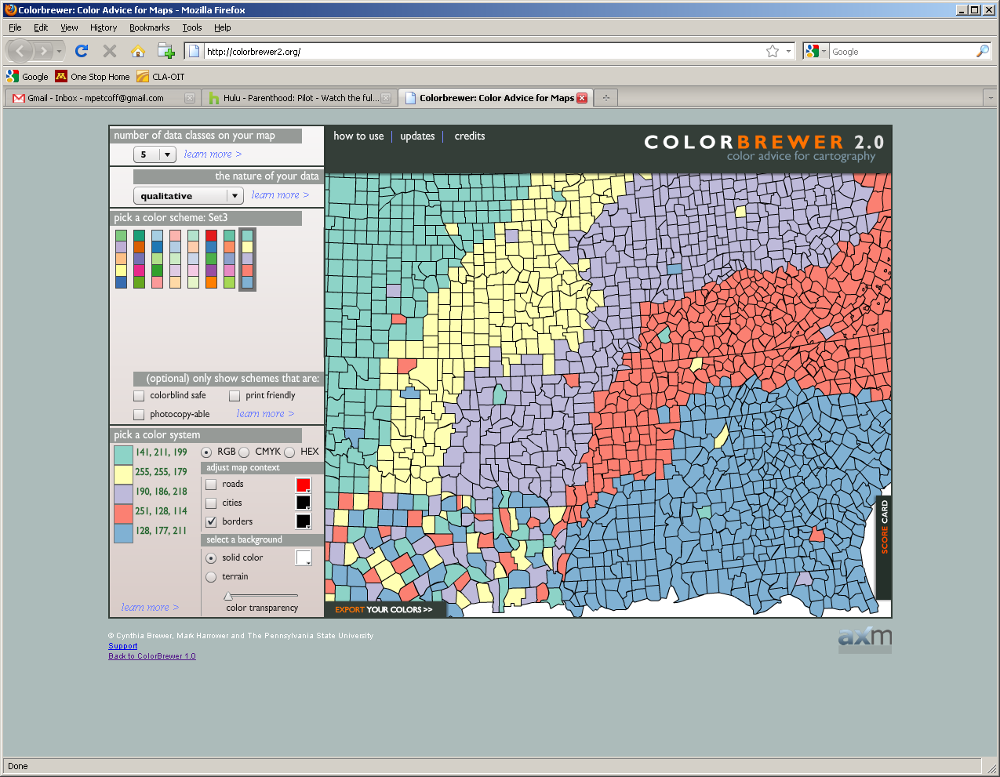 Colorbrewer: Color Advice for Maps - Mozilla Firefox
File Edit View History Bookmarks Tools Help
http://colorbrewer2.org/
Google
Google One Stop Home CLA-OIT
Gmail - Inbox - mpetcoff@gmail.com
Hulu - Parenthood: Pilot - Watch the ful...
Colorbrewer: Color Advice for Maps
number of data classes on your map
5 learn more >
the nature of your data
qualitative learn more >
pick a color scheme: Set3
(optional) only show schemes that are:
colorblind safe print friendly
photocopy-able learn more >
pick a color system
141, 211, 199
255, 255, 179
190, 186, 218
251, 128, 114
128, 177, 211
RGB CMYK HEX
adjust map context
roads
cities
borders
select a background
solid color
terrain
color transparency
learn more >
how to use updates credits
COLORBREWER 2.0
color advice for cartography
SCORE CARD
EXPORT YOUR COLORS >>
© Cynthia Brewer, Mark Harrower and The Pennsylvania State University
Support
Back to ColorBrewer 1.0
axm
Done